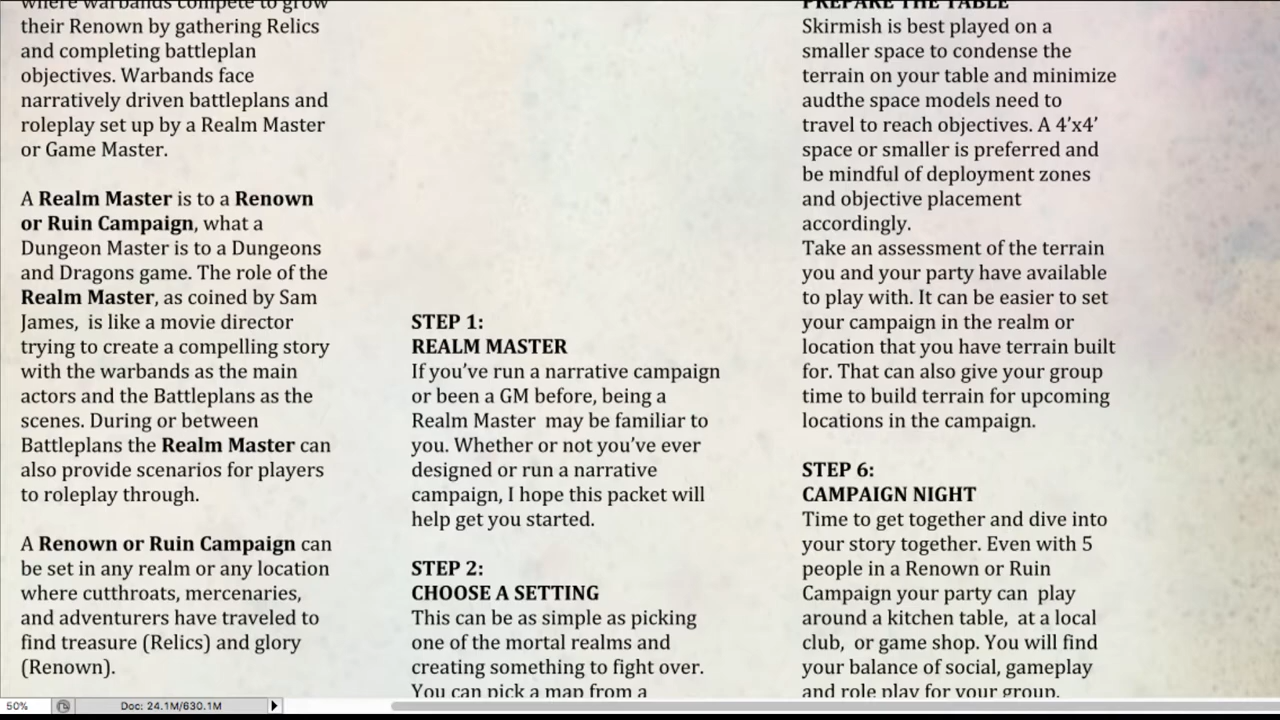 where warbands compete to grow
their Renown by gathering Relics
and completing battleplan
objectives. Warbands face
narratively driven battleplans and
roleplay set up by a Realm Master
or Game Master.
A Realm Master is to a Renown
or Ruin Campaign, what a
Dungeon Master is to a Dungeons
and Dragons game. The role of the
Realm Master, as coined by Sam
James,  is like a movie director
trying to create a compelling story
with the warbands as the main
actors and the Battleplans as the
scenes. During or between
Battleplans the Realm Master can
also provide scenarios for players
to roleplay through.
A Renown or Ruin Campaign can
be set in any realm or any location
where cutthroats, mercenaries,
and adventurers have traveled to
find treasure (Relics) and glory
(Renown).
STEP 1:
REALM MASTER
If you’ve run a narrative campaign
or been a GM before, being a
Realm Master  may be familiar to
you. Whether or not you’ve ever
designed or run a narrative
campaign, I hope this packet will
help get you started.
STEP 2:
CHOOSE A SETTING
This can be as simple as picking
one of the mortal realms and
creating something to fight over.
You can pick a map from a
PREPARE THE TABLE
Skirmish is best played on a
smaller space to condense the
terrain on your table and minimize
audthe space models need to
travel to reach objectives. A 4’x4’
space or smaller is preferred and
be mindful of deployment zones
and objective placement
accordingly.
Take an assessment of the terrain
you and your party have available
to play with. It can be easier to set
your campaign in the realm or
location that you have terrain built
for. That can also give your group
time to build terrain for upcoming
locations in the campaign.
STEP 6:
CAMPAIGN NIGHT
Time to get together and dive into
your story together. Even with 5
people in a Renown or Ruin
Campaign your party can  play
around a kitchen table,  at a local
club,  or game shop. You will find
your balance of social, gameplay
and role play for your group.
50%
Doc: 24.1M/630.1M